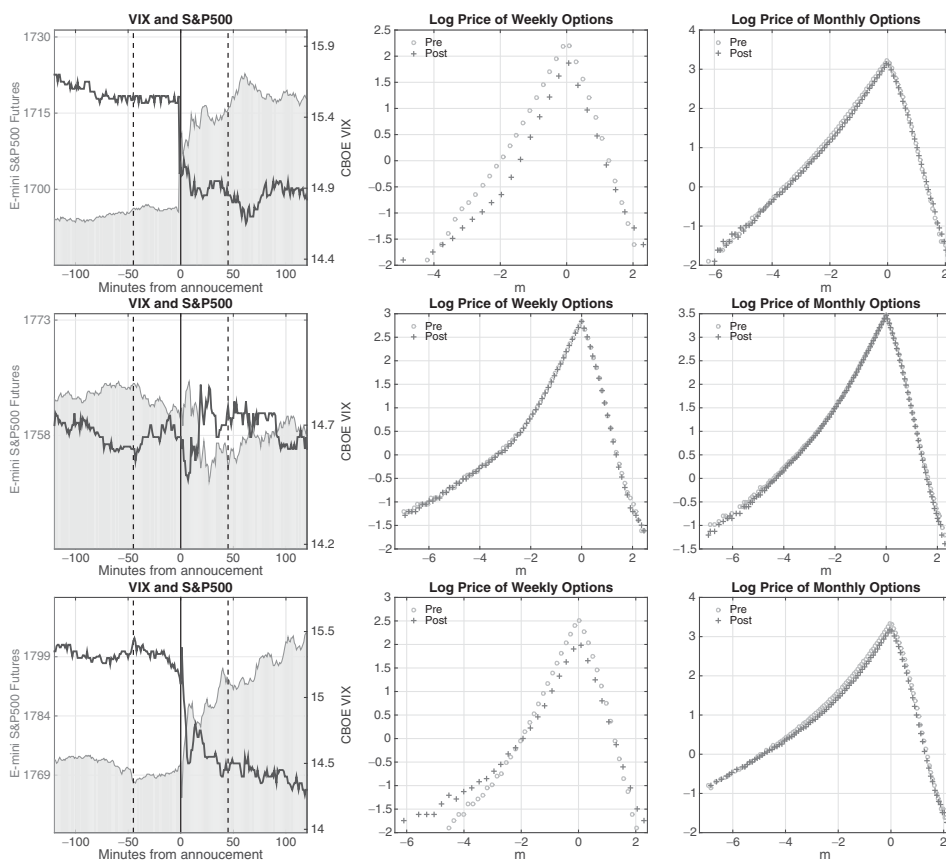 VIX and S&P500
1730
1715
1700
E-mini S&P500 Futures
15.9
15.4
14.9
14.4
CBOE VIX
−100 −50 0 50 100
Minutes from annoucement
Log Price of Weekly Options
Pre
Post
2.5
2
1.5
1
0.5
0
−0.5
−1
−1.5
−2
−4 −2 0 2
m
Log Price of Monthly Options
Pre
Post
4
3
2
1
0
−1
−2
−6 −4 −2 0 2
m
VIX and S&P500
1773
1758
E-mini S&P500 Futures
14.7
14.2
CBOE VIX
−100 −50 0 50 100
Minutes from annoucement
Log Price of Weekly Options
Pre
Post
3
2.5
2
1.5
1
0.5
0
−0.5
−1
−1.5
−2
−6 −4 −2 0 2
m
Log Price of Monthly Options
Pre
Post
3.5
3
2.5
2
1.5
1
0.5
0
−0.5
−1
−1.5
−6 −4 −2 0 2
m
VIX and S&P500
1799
1784
1769
E-mini S&P500 Futures
15.5
15
14.5
14
CBOE VIX
−100 −50 0 50 100
Minutes from annoucement
Log Price of Weekly Options
Pre
Post
3
2.5
2
1.5
1
0.5
0
−0.5
−1
−1.5
−2
−6 −4 −2 0 2
m
Log Price of Monthly Options
Pre
Post
4
3
2
1
0
−1
−2
−6 −4 −2 0 2
m